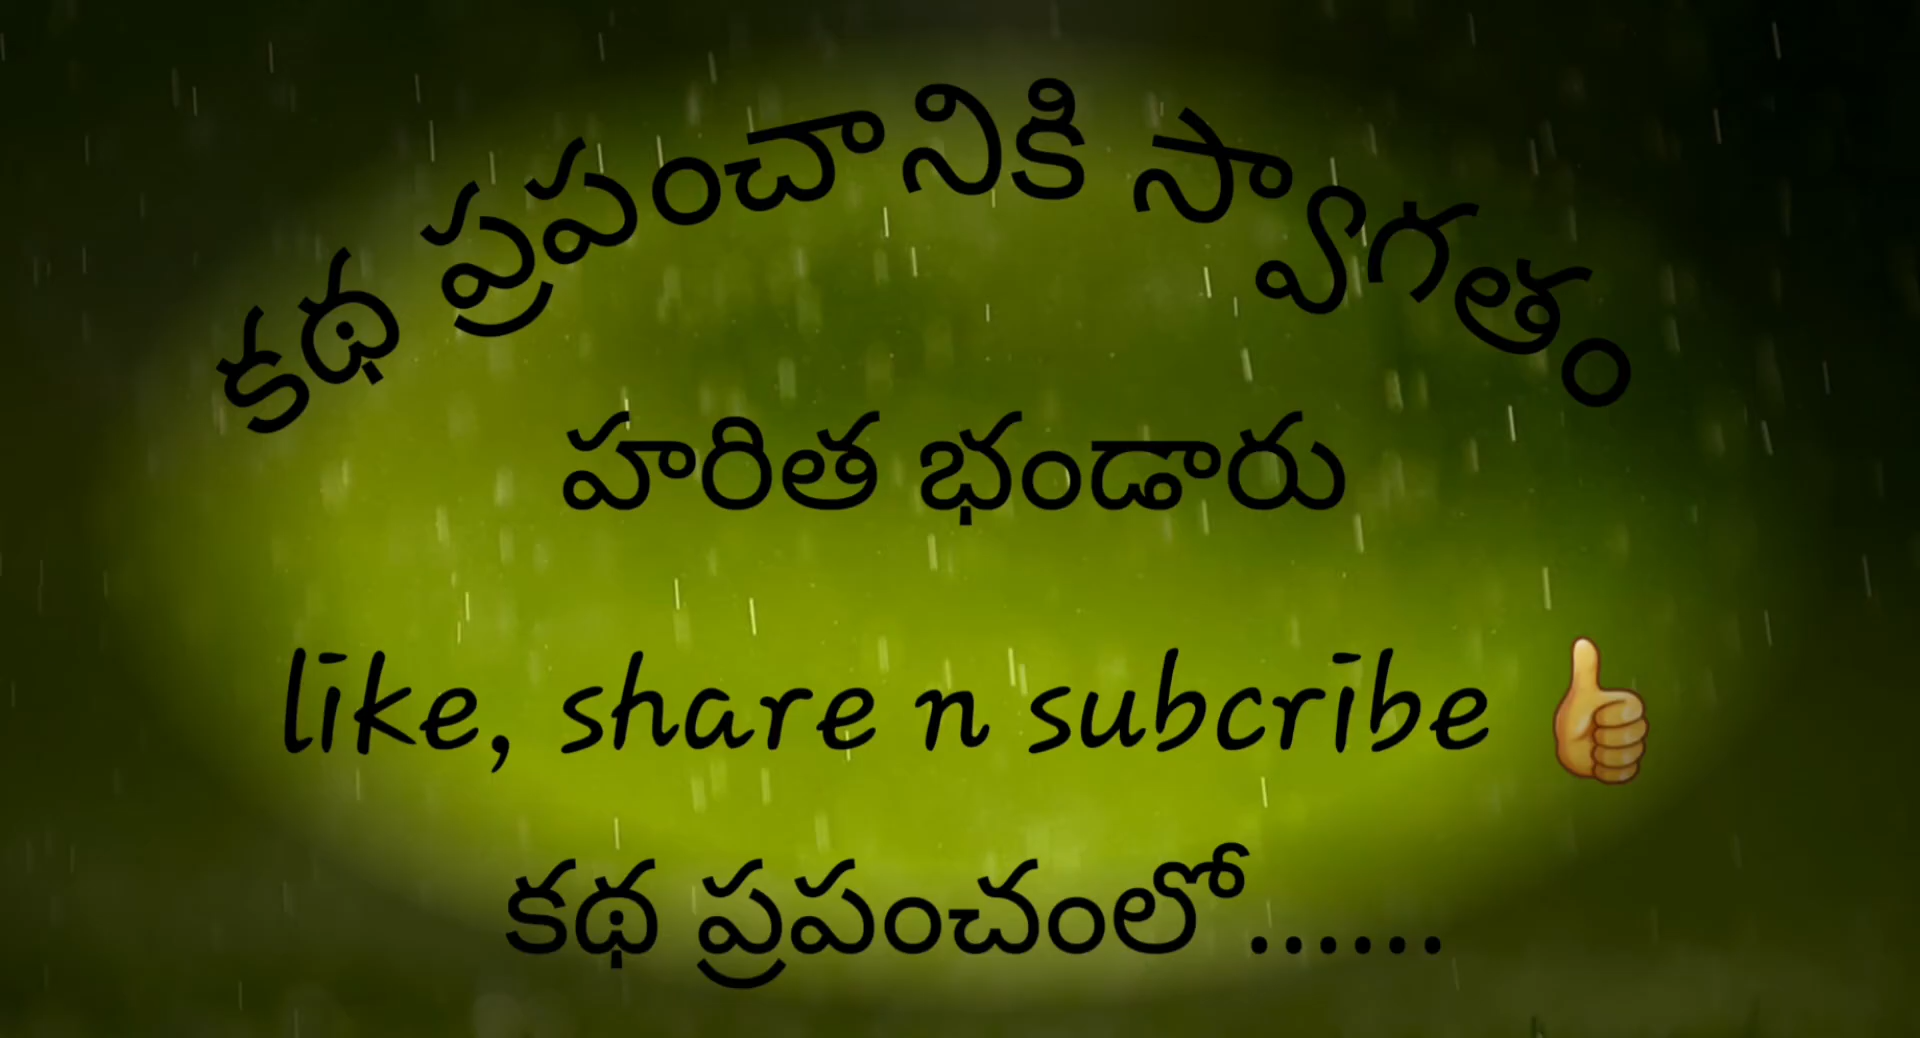 కథ ప్రపంచానికి స్వాగతం
హరిత భండారు
like, share n subcribe 👍
కథ ప్రపంచంలో......